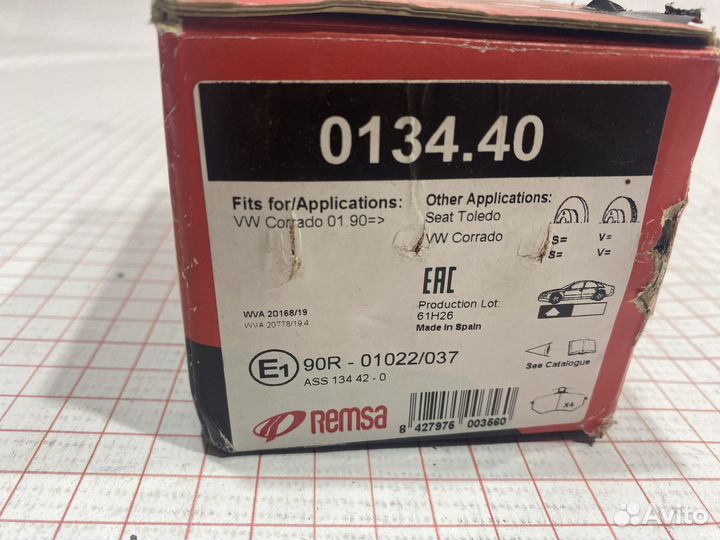 0134.40
Fits for/Applications:
VW Corrado 01.90=>
Other Applications:
Seat Toledo
VW Corrado
S= V=
S= V=
EAC
Production Lot:
61H26
Made in Spain
WVA 20168/19
WVA 20778/19.4
E1 90R - 01022/037
ASS 134 42 - 0
See Catalogue
X4
Remsa
8 427975 003560
Avito